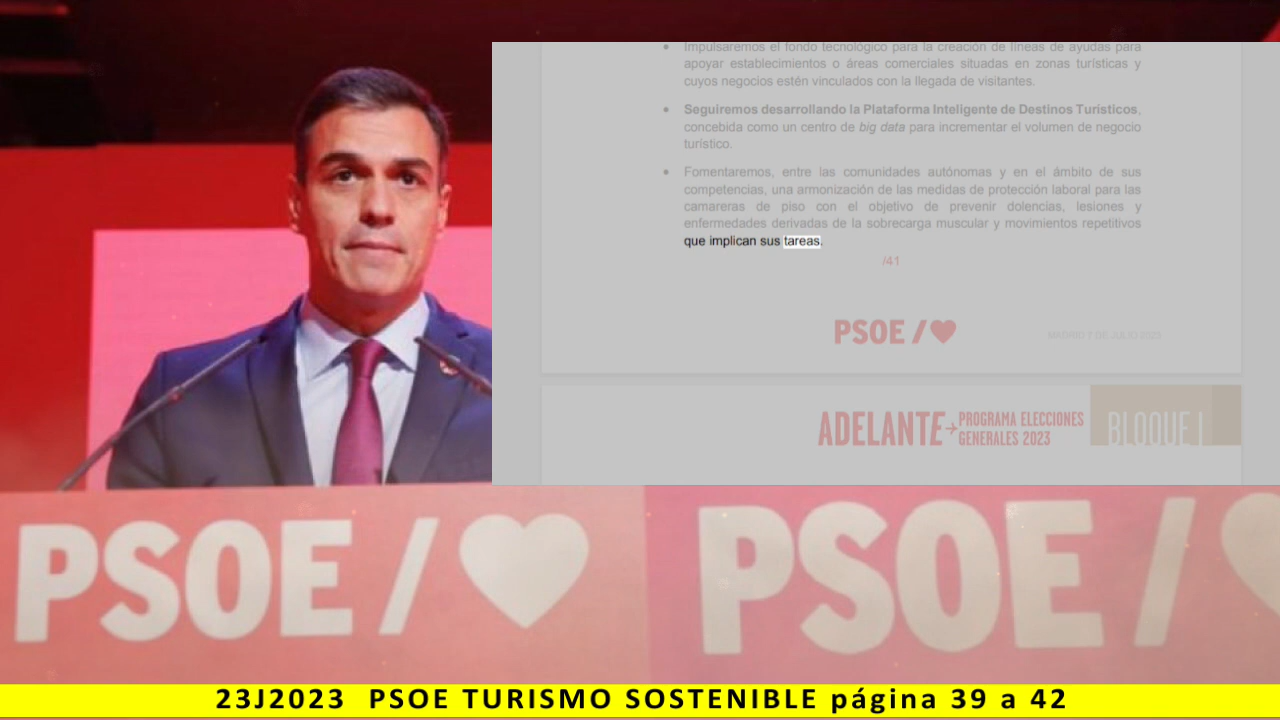 Impulsaremos el fondo tecnológico para la creación de líneas de ayudas para
apoyar establecimientos o áreas comerciales situadas en zonas turísticas y
cuyos negocios estén vinculados con la llegada de visitantes.
Seguiremos desarrollando la Plataforma Inteligente de Destinos Turísticos,
concebida como un centro de big data para incrementar el volumen de negocio
turístico.
Fomentaremos, entre las comunidades autónomas y en el ámbito de sus
competencias, una armonización de las medidas de protección laboral para las
camareras de piso con el objetivo de prevenir dolencias, lesiones y
enfermedades derivadas de la sobrecarga muscular y movimientos repetitivos
que implican sus tareas.
/41
PSOE /
MADRID 7 DE JULIO 2023
ADELANTE→PROGRAMA ELECCIONES
GENERALES 2023
BLOQUE I
PSOE /
PSOE /
23J2023 PSOE TURISMO SOSTENIBLE página 39 a 42